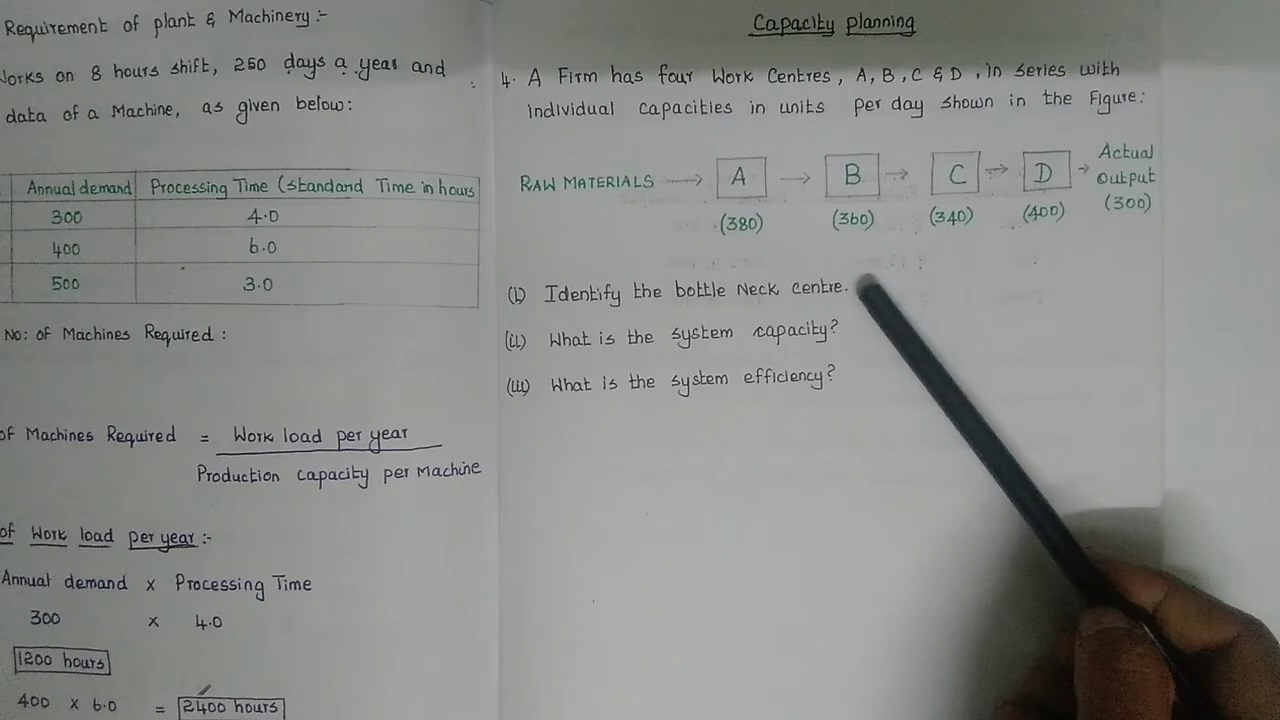 Requirement of plant & Machinery :-
Works on 8 hours shift, 250 days a year and
data of a Machine, as given below:
Annual demand Processing Time (standard Time in hours
300 4.0
400 6.0
500 3.0
No: of Machines Required :
of Machines Required = Work load per year
Production capacity per Machine
of Work load per year :-
Annual demand x Processing Time
300 x 4.0
1200 hours
400 x 6.0 = 2400 hours
Capacity planning
4. A Firm has four Work Centres, A, B, C & D, in series with
individual capacities in units per day shown in the Figure:
RAW MATERIALS → A → B → C → D → Actual
output
(380) (360) (340) (400) (300)
(i) Identify the bottle Neck centre.
(ii) What is the system capacity?
(iii) What is the system efficiency?